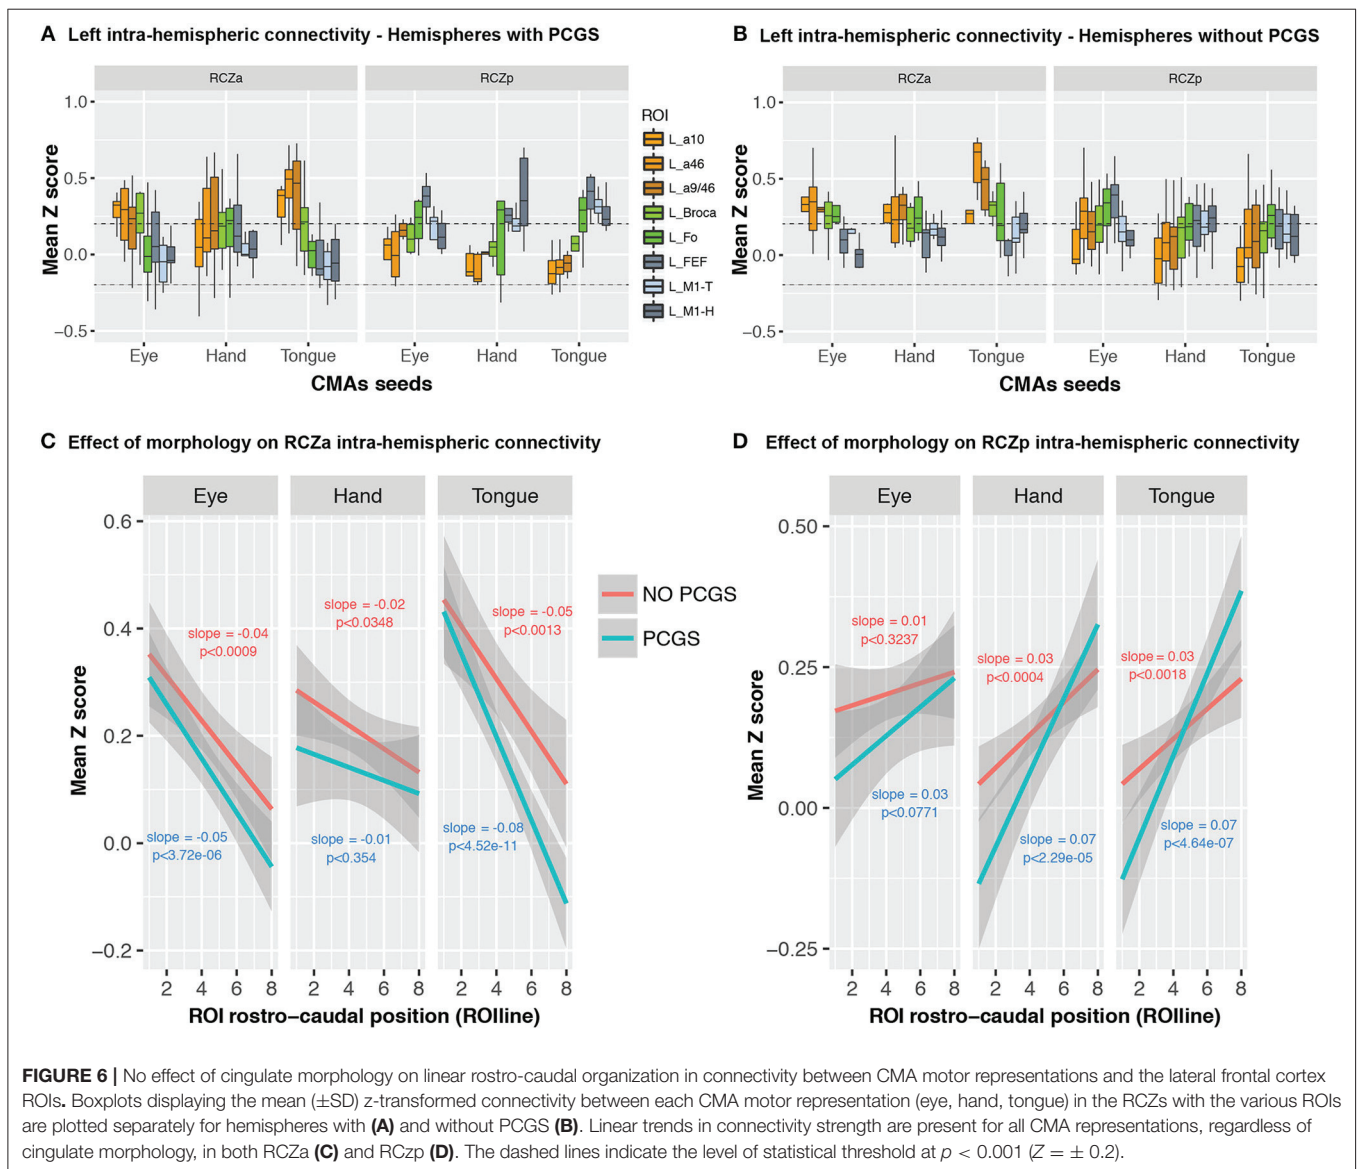 A Left intra-hemispheric connectivity - Hemispheres with PCGS
RCZa
RCZp
1.0
0.5
0.0
−0.5
Mean Z score
Eye
Hand
Tongue
Eye
Hand
Tongue
CMAs seeds
ROI
L_a10
L_a46
L_a9/46
L_Broca
L_Fo
L_FEF
L_M1-T
L_M1-H
B Left intra-hemispheric connectivity - Hemispheres without PCGS
RCZa
RCZp
1.0
0.5
0.0
−0.5
Mean Z score
Eye
Hand
Tongue
Eye
Hand
Tongue
CMAs seeds
C Effect of morphology on RCZa intra-hemispheric connectivity
Eye
Hand
Tongue
0.6
0.4
0.2
0.0
−0.2
Mean Z score
slope = -0.04
p<0.0009
slope = -0.05
p<3.72e-06
slope = -0.02
p<0.0348
slope = -0.01
p<0.354
slope = -0.05
p<0.0013
slope = -0.08
p<4.52e-11
2 4 6 8
2 4 6 8
2 4 6 8
ROI rostro−caudal position (ROIline)
NO PCGS
PCGS
D Effect of morphology on RCZp intra-hemispheric connectivity
Eye
Hand
Tongue
0.50
0.25
0.00
−0.25
Mean Z score
slope = 0.01
p<0.3237
slope = 0.03
p<0.0771
slope = 0.03
p<0.0004
slope = 0.07
p<2.29e-05
slope = 0.03
p<0.0018
slope = 0.07
p<4.64e-07
2 4 6 8
2 4 6 8
2 4 6 8
ROI rostro−caudal position (ROIline)
FIGURE 6 | No effect of cingulate morphology on linear rostro-caudal organization in connectivity between CMA motor representations and the lateral frontal cortex
ROIs. Boxplots displaying the mean (±SD) z-transformed connectivity between each CMA motor representation (eye, hand, tongue) in the RCZs with the various ROIs
are plotted separately for hemispheres with (A) and without PCGS (B). Linear trends in connectivity strength are present for all CMA representations, regardless of
cingulate morphology, in both RCZa (C) and RCzp (D). The dashed lines indicate the level of statistical threshold at p < 0.001 (Z = ± 0.2).